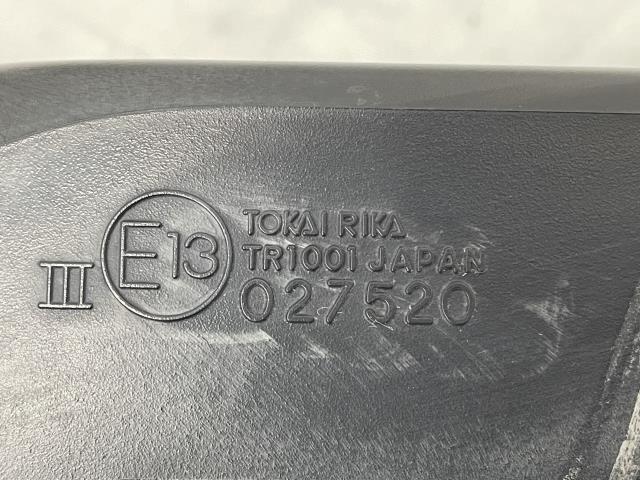 TOKAI RIKA
III E13 TR1001 JAPAN
027520